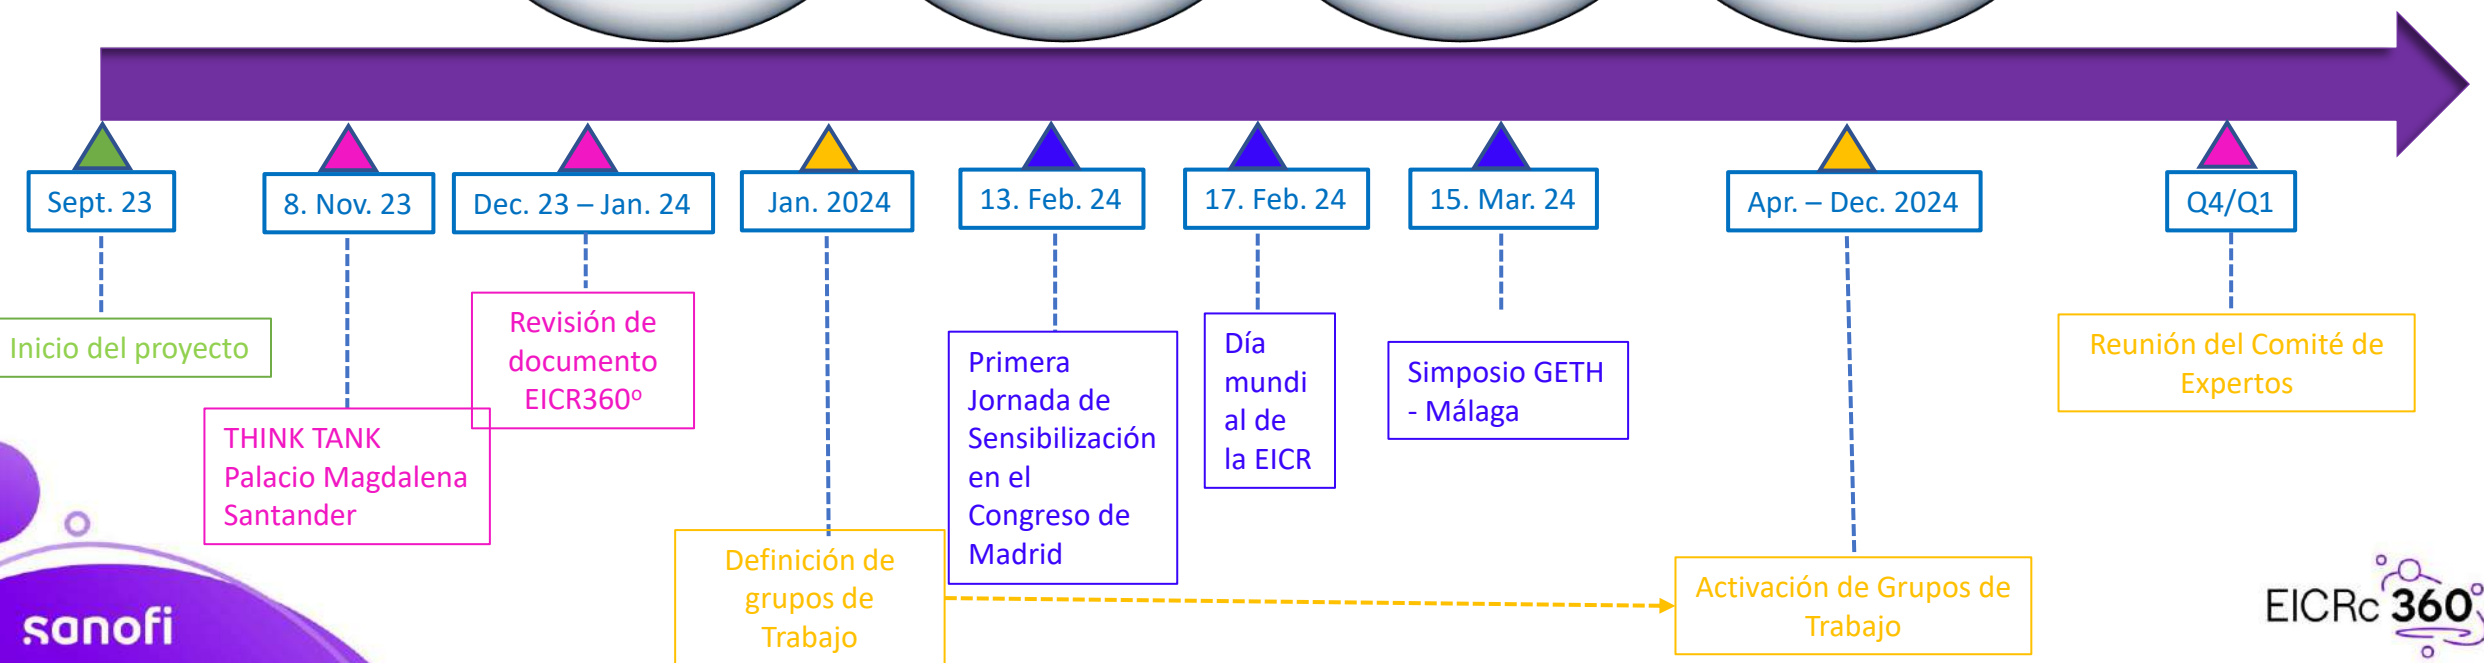 Sept. 23
8. Nov. 23
Dec. 23 – Jan. 24
Jan. 2024
13. Feb. 24
17. Feb. 24
15. Mar. 24
Apr. – Dec. 2024
Q4/Q1
Inicio del proyecto
THINK TANK
Palacio Magdalena
Santander
Revisión de
documento
EICR360º
Definición de
grupos de
Trabajo
Primera
Jornada de
Sensibilización
en el
Congreso de
Madrid
Día
mundi
al de
la EICR
Simposio GETH
- Málaga
Activación de Grupos de
Trabajo
Reunión del Comité de
Expertos
sanofi
EICRc 360º